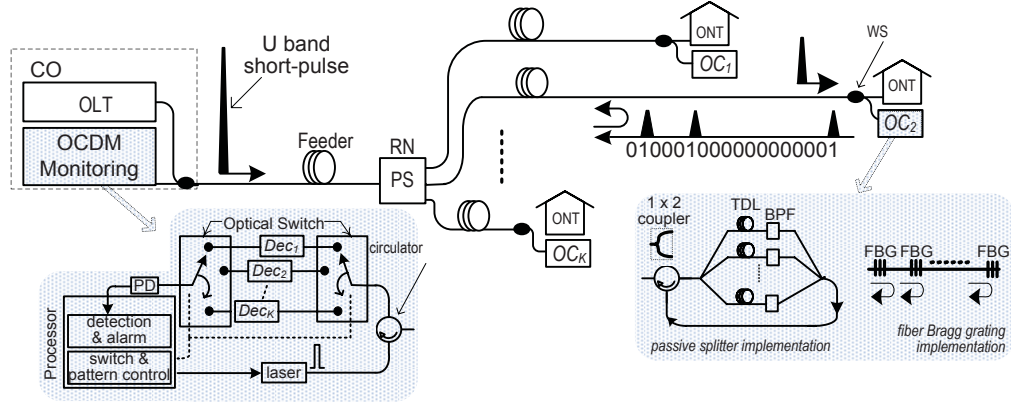 CO
OLT
OCDM
Monitoring
U band
short-pulse
Feeder
RN
PS
ONT
OC1
WS
ONT
OC2
010001000000000001
ONT
OCK
Optical Switch
circulator
Dec1
Dec2
DecK
PD
Processor
detection
& alarm
switch &
pattern control
laser
1 x 2
coupler
TDL
BPF
passive splitter implementation
FBG
FBG
FBG
fiber Bragg grating
implementation